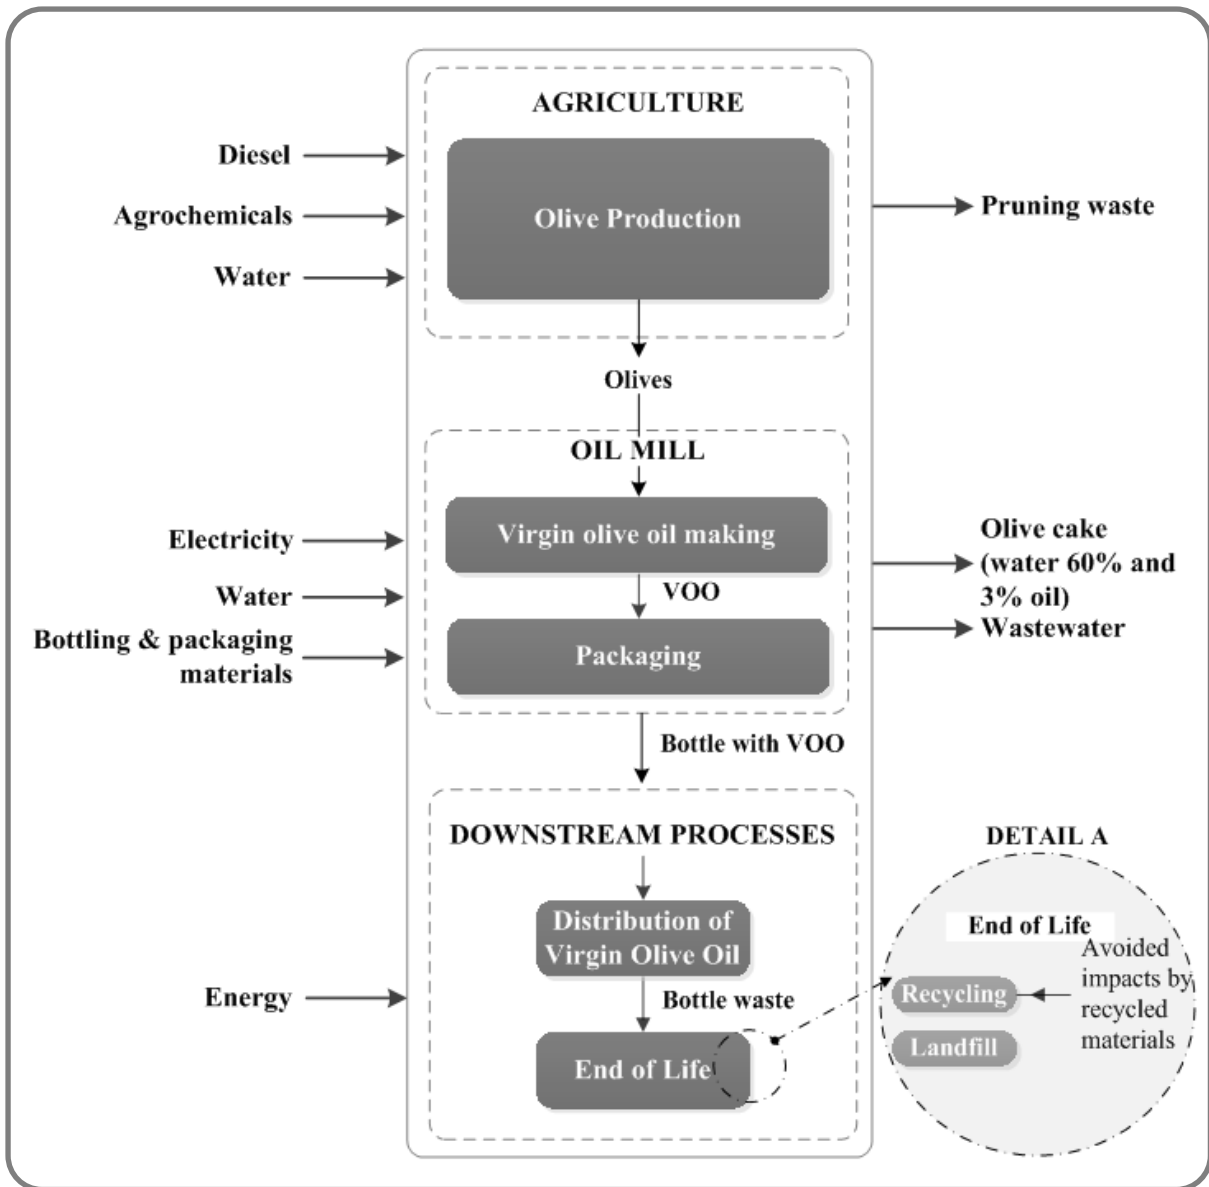 AGRICULTURE
Diesel
Agrochemicals
Water
Olive Production
Pruning waste
Olives
OIL MILL
Electricity
Water
Bottling & packaging
materials
Virgin olive oil making
VOO
Packaging
Olive cake
(water 60% and
3% oil)
Wastewater
Bottle with VOO
DOWNSTREAM PROCESSES
Distribution of
Virgin Olive Oil
Energy
Bottle waste
End of Life
DETAIL A
End of Life
Avoided
impacts by
recycled
materials
Recycling
Landfill